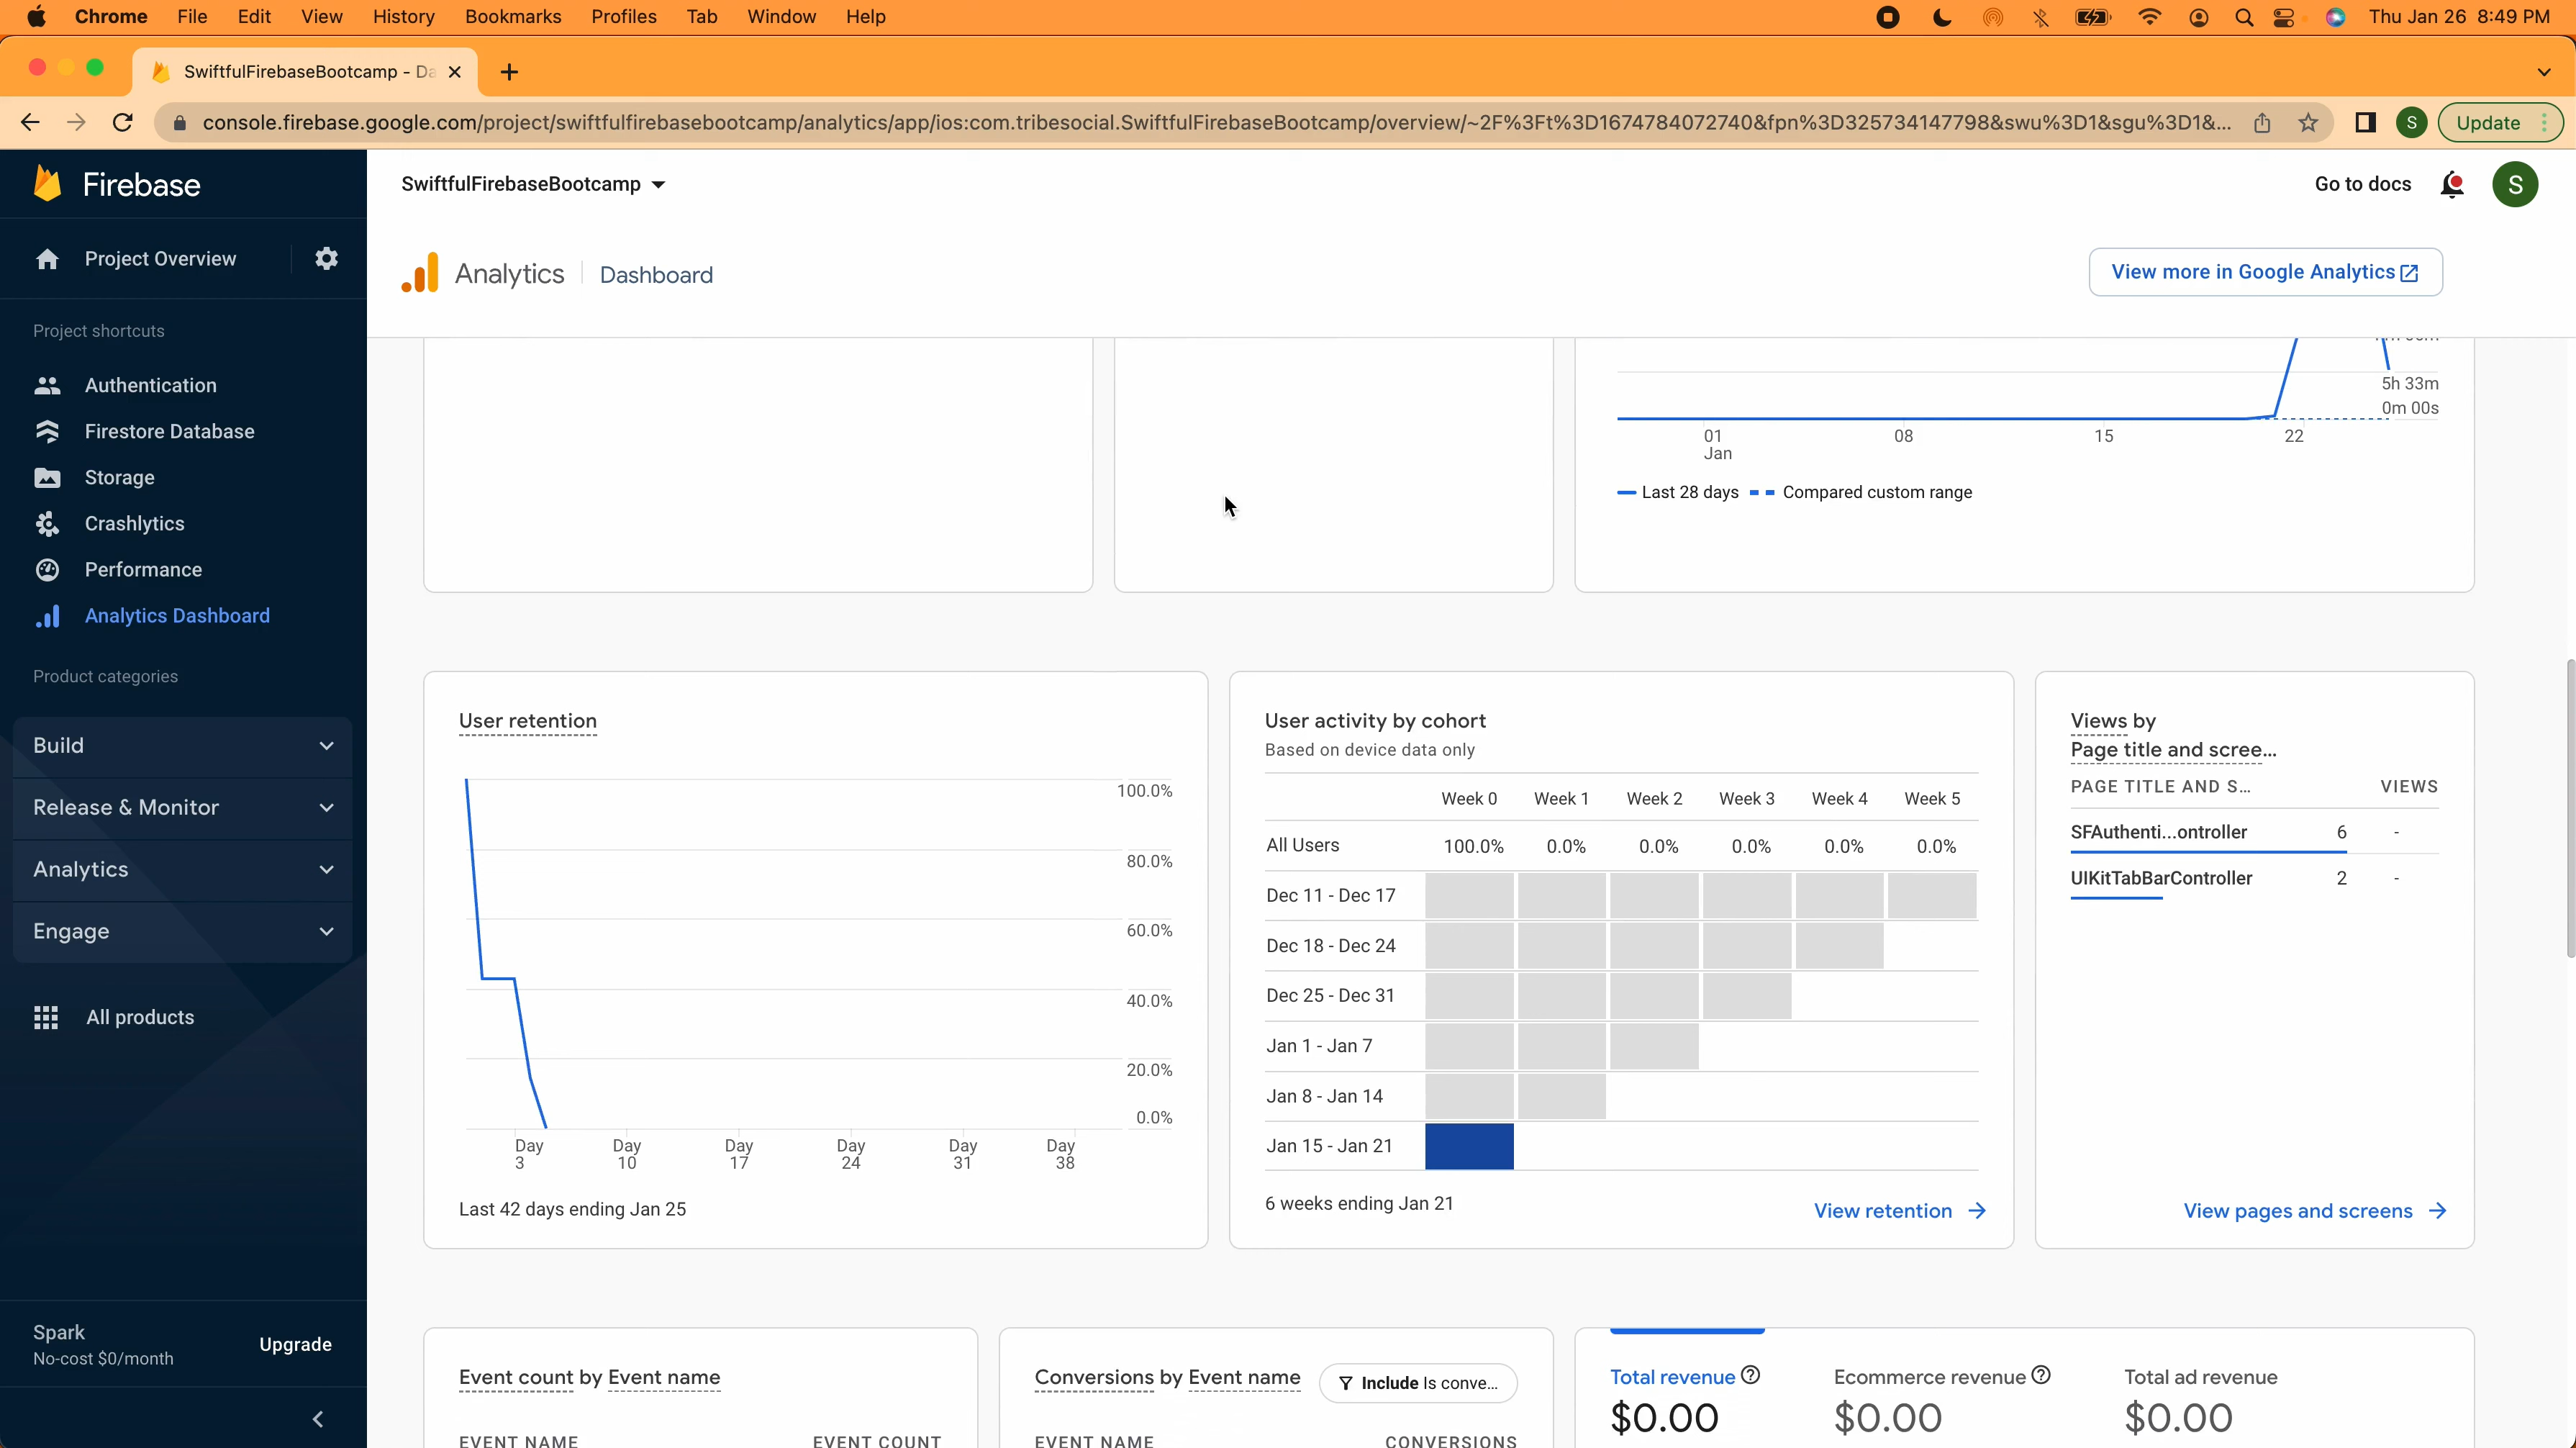 Chrome File Edit View History Bookmarks Profiles Tab Window Help Thu Jan 26 8:49 PM
SwiftfulFirebaseBootcamp - Da
console.firebase.google.com/project/swiftfulfirebasebootcamp/analytics/app/ios:com.tribesocial.SwiftfulFirebaseBootcamp/overview/~2F%3Ft%3D1674784072740&fpn%3D325734147798&swu%3D1&sgu%3D1&... S Update
Firebase
Project Overview
Project shortcuts
Authentication
Firestore Database
Storage
Crashlytics
Performance
Analytics Dashboard
Product categories
Build
Release & Monitor
Analytics
Engage
All products
Spark
No-cost $0/month
Upgrade
SwiftfulFirebaseBootcamp
Go to docs
S
Analytics
Dashboard
View more in Google Analytics
5h 33m
0m 00s
01 08 15 22
Jan
Last 28 days Compared custom range
User retention
100.0%
80.0%
60.0%
40.0%
20.0%
0.0%
Day Day Day Day Day Day
3 10 17 24 31 38
Last 42 days ending Jan 25
User activity by cohort
Based on device data only
Week 0 Week 1 Week 2 Week 3 Week 4 Week 5
All Users 100.0% 0.0% 0.0% 0.0% 0.0% 0.0%
Dec 11 - Dec 17
Dec 18 - Dec 24
Dec 25 - Dec 31
Jan 1 - Jan 7
Jan 8 - Jan 14
Jan 15 - Jan 21
6 weeks ending Jan 21
View retention
Views by
Page title and scree...
PAGE TITLE AND S... VIEWS
SFAuthenti...ontroller 6 -
UIKitTabBarController 2 -
View pages and screens
Event count by Event name
EVENT NAME EVENT COUNT
Conversions by Event name
Include Is conve...
EVENT NAME CONVERSIONS
Total revenue Ecommerce revenue Total ad revenue
$0.00 $0.00 $0.00